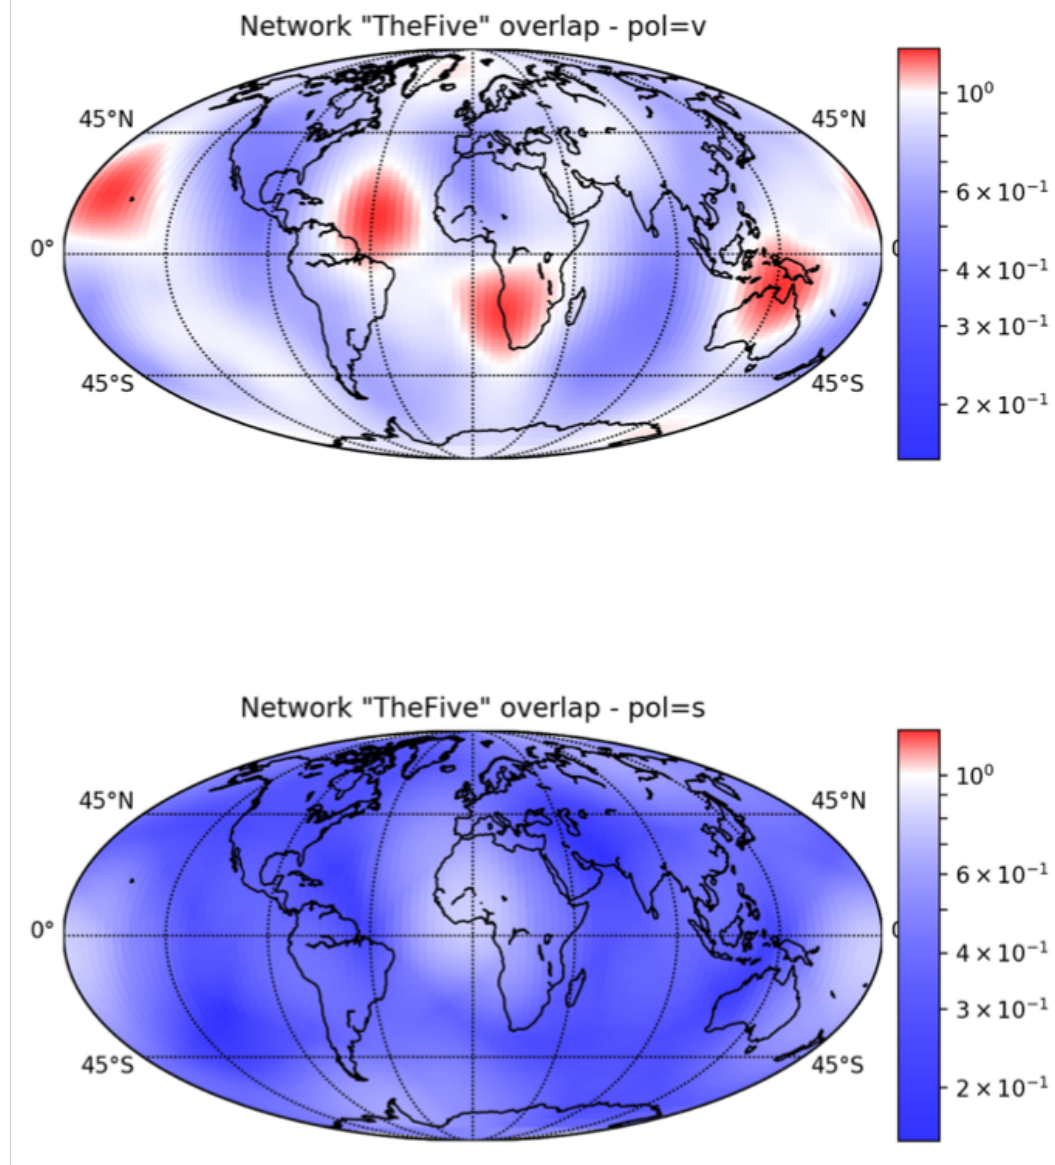 Network "TheFive" overlap - pol=v
45°N
45°N
10⁰
6×10⁻¹
0°
0
4×10⁻¹
3×10⁻¹
45°S
45°S
2×10⁻¹
Network "TheFive" overlap - pol=s
45°N
45°N
10⁰
6×10⁻¹
0°
0
4×10⁻¹
3×10⁻¹
45°S
45°S
2×10⁻¹